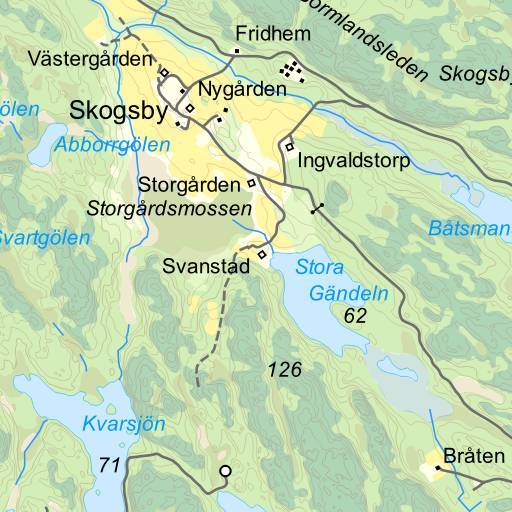 Fridhem
ormlandsleden
Västergården
Skogsby
Nygården
Skogsby
ölen
Abborrgölen
Ingvaldstorp
Storgården
Storgårdsmossen
Svartgölen
Båtsman
Svanstad
Stora
Gändeln
62
126
Kvarsjön
71
Bråten